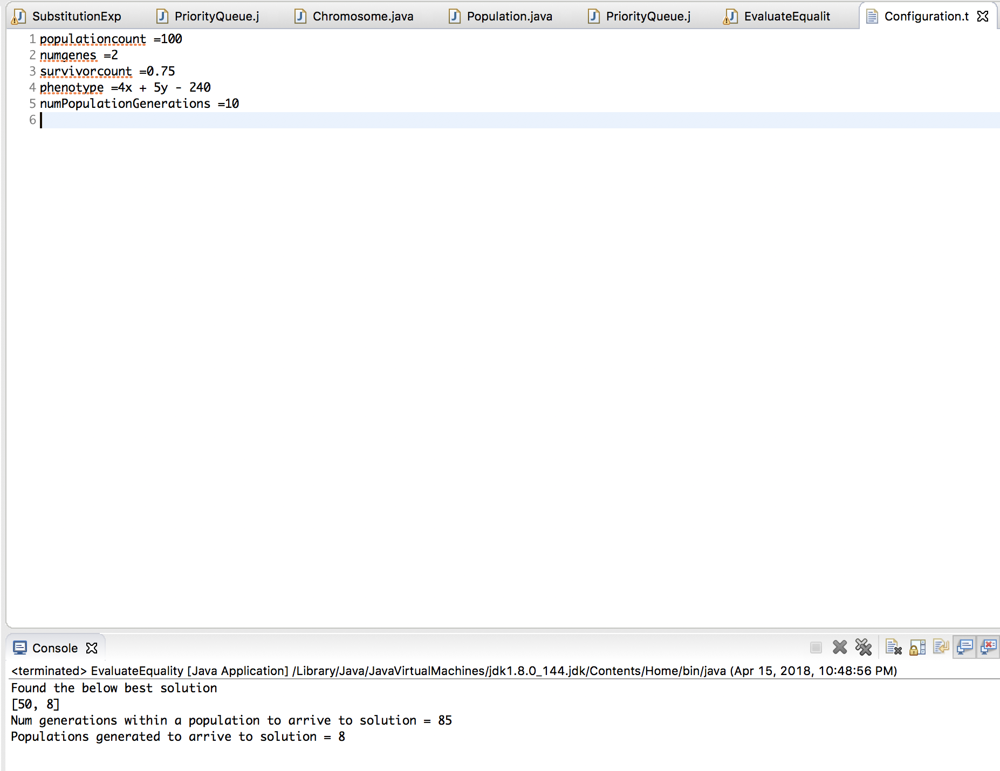 SubstitutionExp PriorityQueue.j Chromosome.java Population.java PriorityQueue.j EvaluateEqualit Configuration.t
1 populationcount =100
2 numgenes =2
3 survivorcount =0.75
4 phenotype =4x + 5y - 240
5 numPopulationGenerations =10
6
Console
<terminated> EvaluateEquality [Java Application] /Library/Java/JavaVirtualMachines/jdk1.8.0_144.jdk/Contents/Home/bin/java (Apr 15, 2018, 10:48:56 PM)
Found the below best solution
[50, 8]
Num generations within a population to arrive to solution = 85
Populations generated to arrive to solution = 8